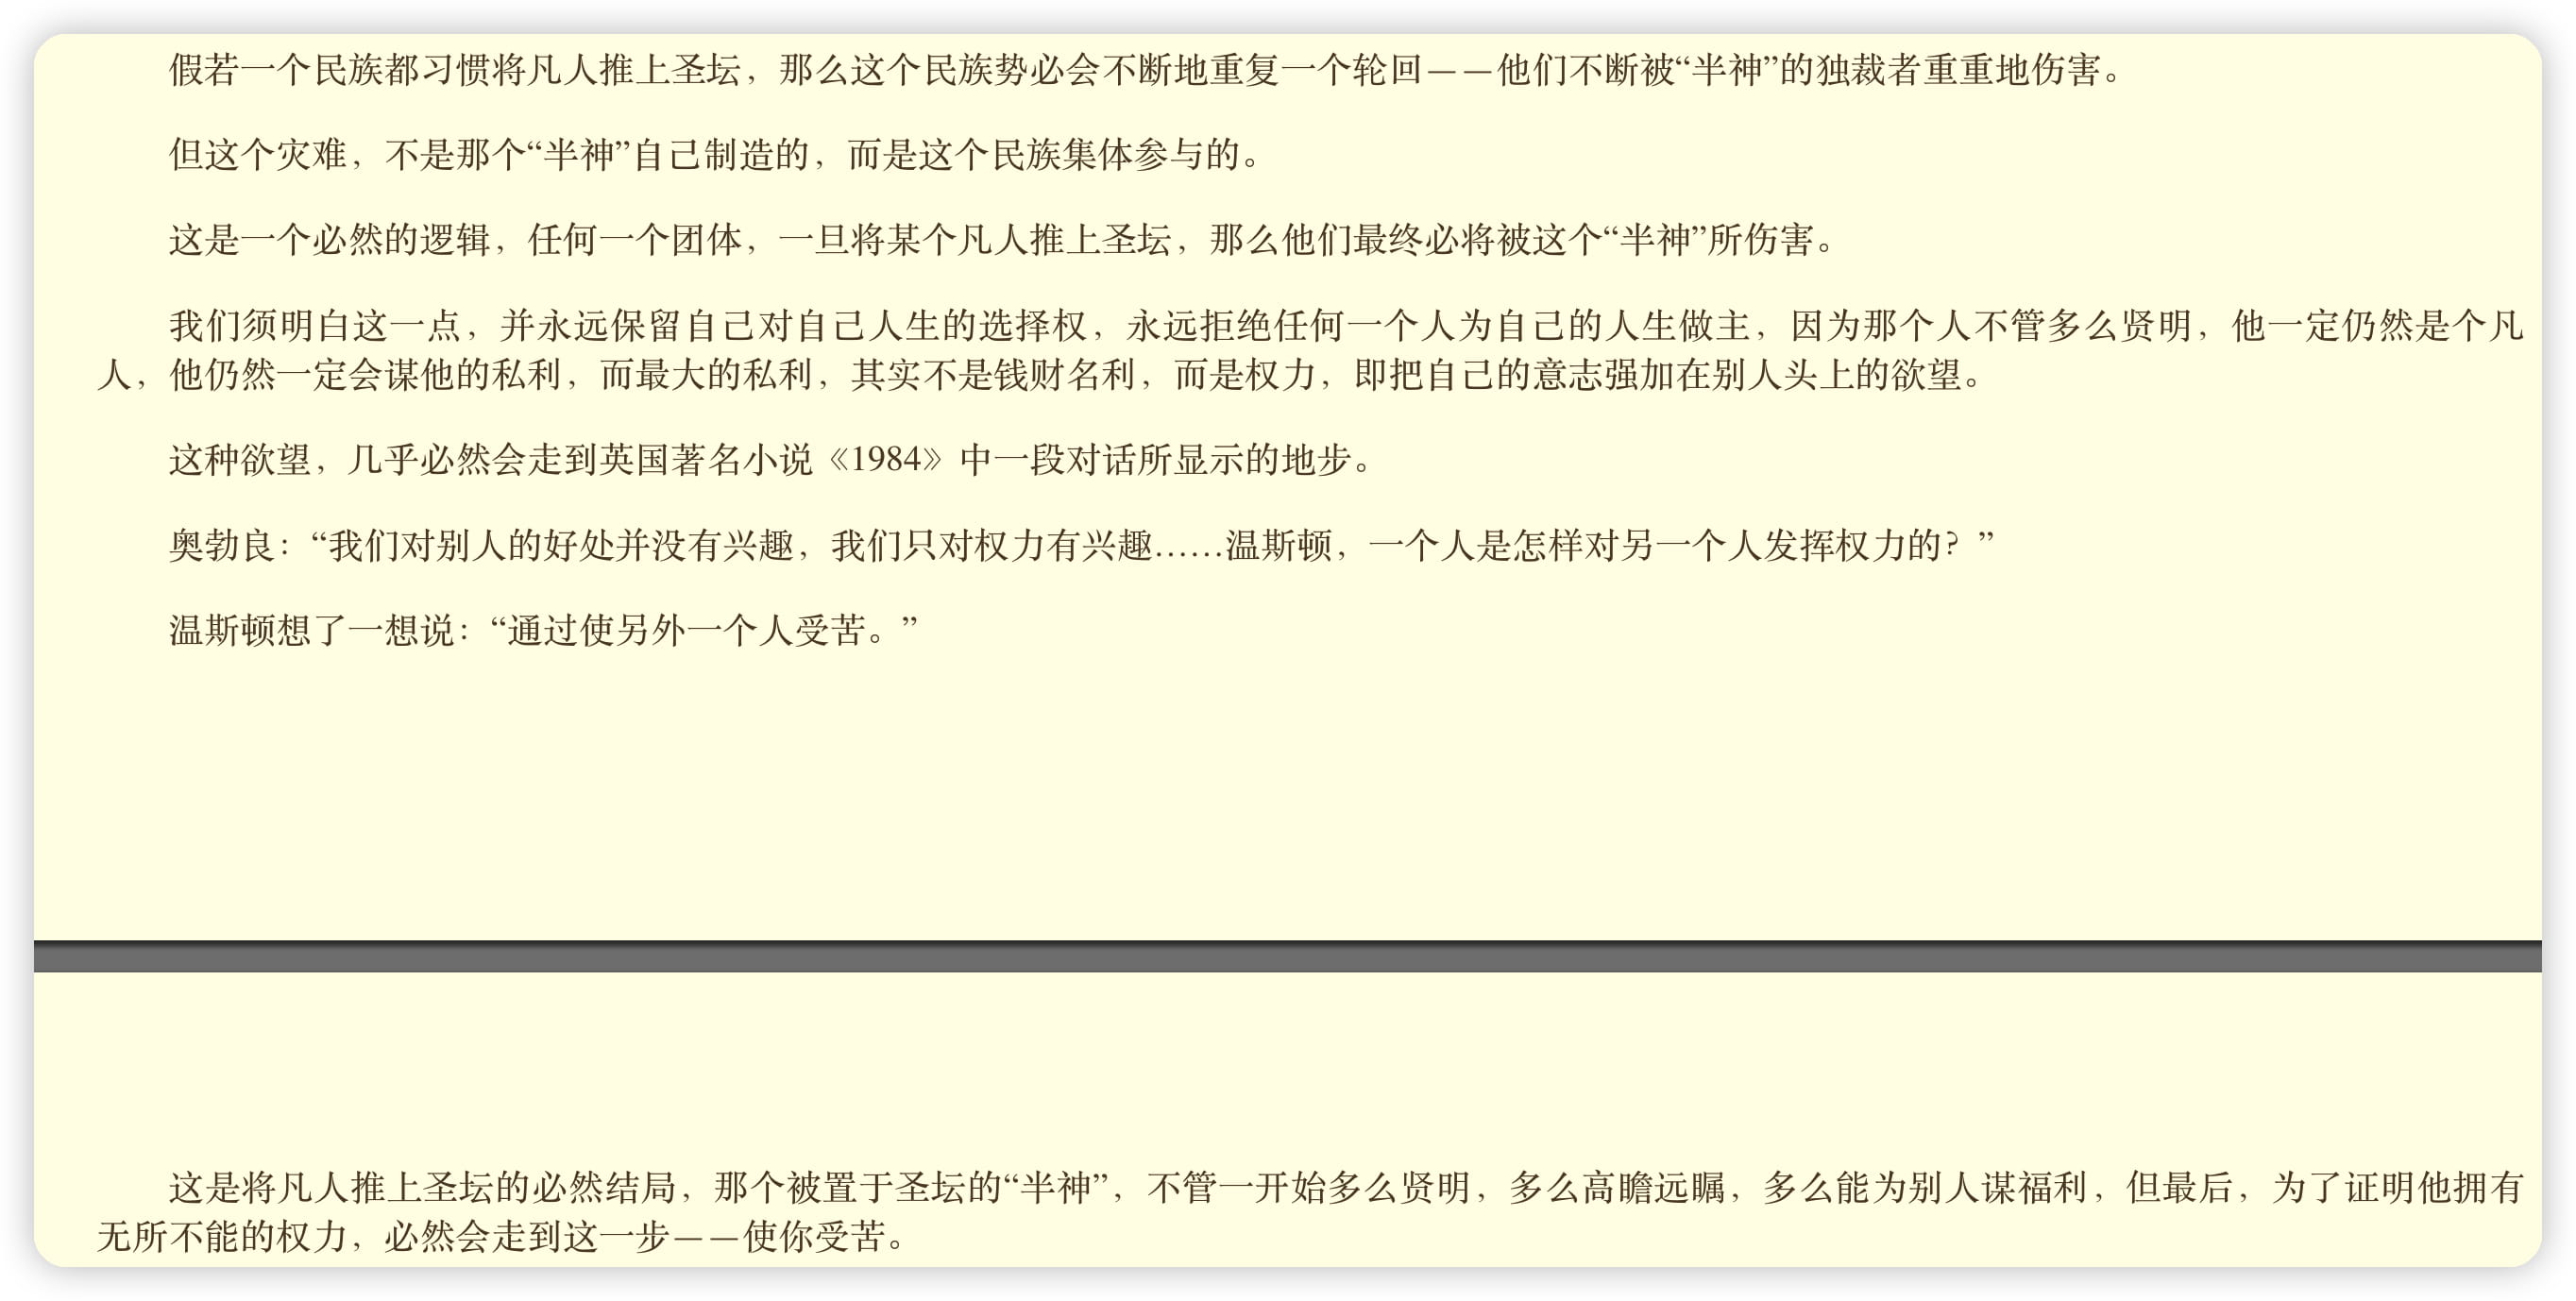 假若一个民族都习惯将凡人推上圣坛，那么这个民族势必会不断地重复一个轮回——他们不断被“半神”的独裁者重重地伤害。
但这个灾难，不是那个“半神”自己制造的，而是这个民族集体参与的。
这是一个必然的逻辑，任何一个团体，一旦将某个凡人推上圣坛，那么他们最终必将被这个“半神”所伤害。
我们须明白这一点，并永远保留自己对自己人生的选择权，永远拒绝任何一个人为自己的人生做主，因为那个人不管多么贤明，他一定仍然是个凡
人，他仍然一定会谋他的私利，而最大的私利，其实不是钱财名利，而是权力，即把自己的意志强加在别人头上的欲望。
这种欲望，几乎必然会走到英国著名小说《1984》中一段对话所显示的地步。
奥勃良：“我们对别人的好处并没有兴趣，我们只对权力有兴趣……温斯顿，一个人是怎样对另一个人发挥权力的？”
温斯顿想了一想说：“通过使另外一个人受苦。”
这是将凡人推上圣坛的必然结局，那个被置于圣坛的“半神”，不管一开始多么贤明，多么高瞻远瞩，多么能为别人谋福利，但最后，为了证明他拥有
无所不能的权力，必然会走到这一步——使你受苦。